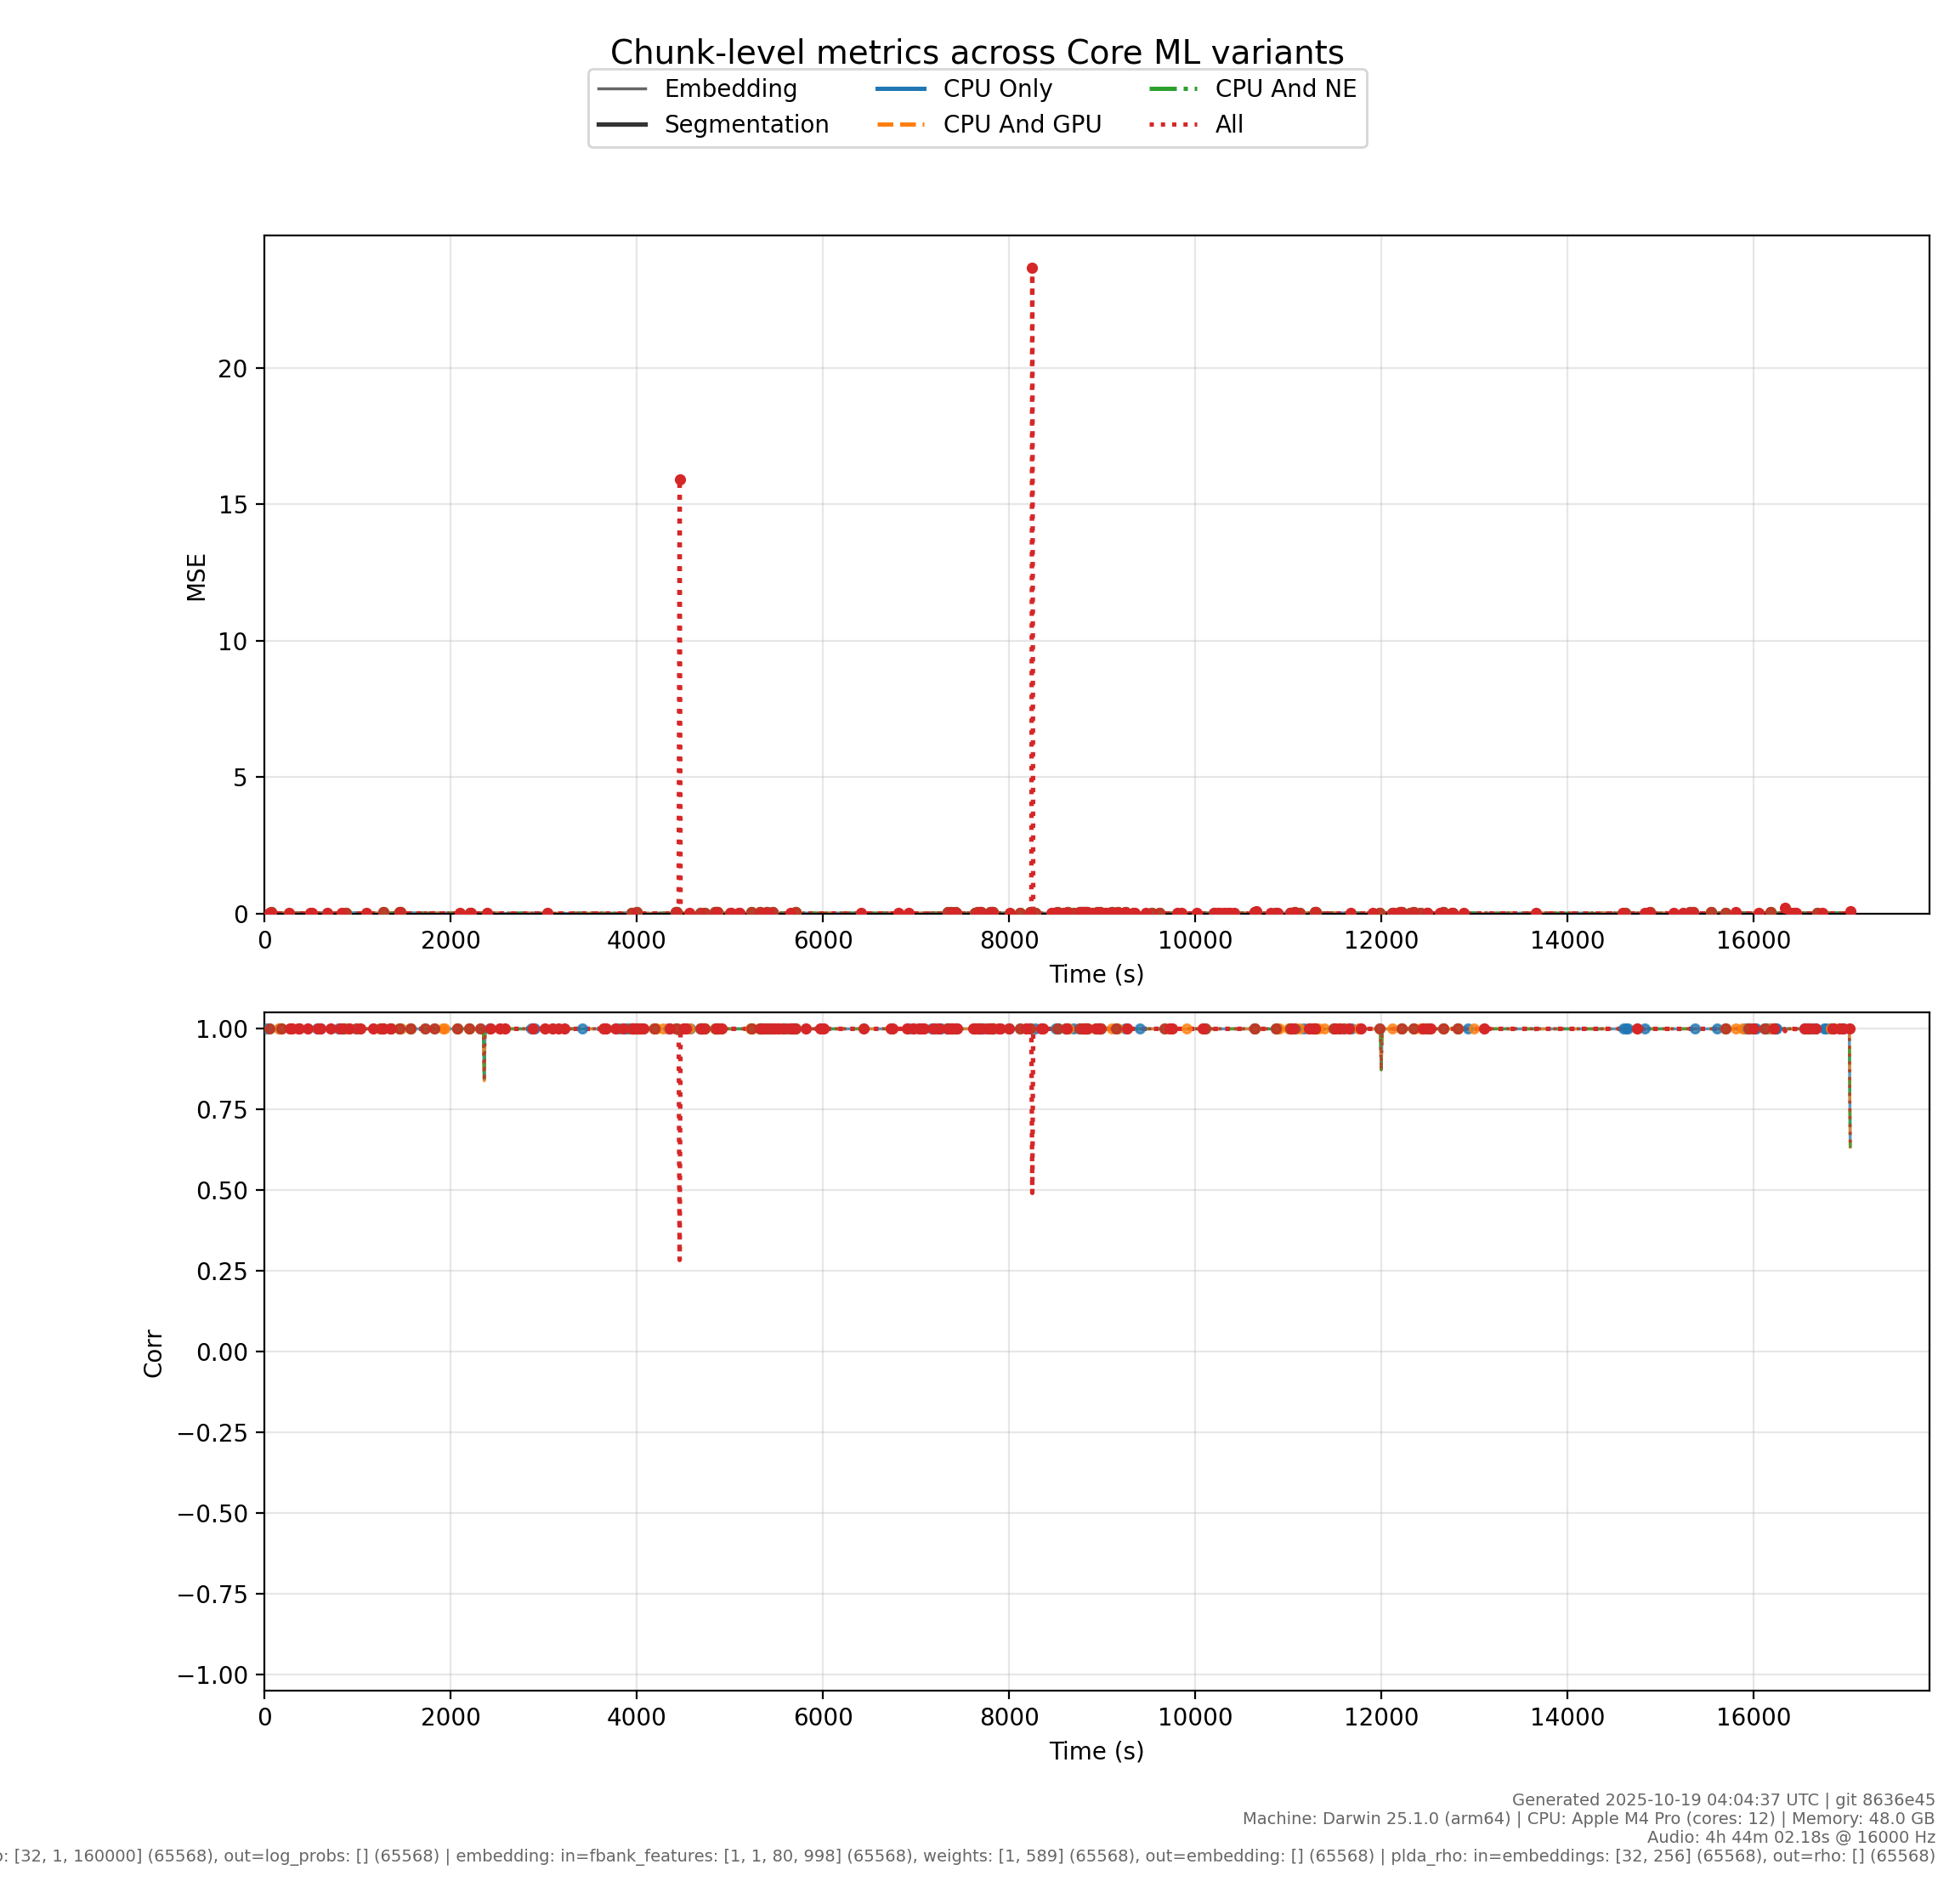 Chunk-level metrics across Core ML variants
Embedding CPU Only CPU And NE
Segmentation CPU And GPU All
20
15
10
5
0
MSE
0 2000 4000 6000 8000 10000 12000 14000 16000
Time (s)
1.00
0.75
0.50
0.25
0.00
−0.25
−0.50
−0.75
−1.00
Corr
0 2000 4000 6000 8000 10000 12000 14000 16000
Time (s)
Generated 2025-10-19 04:04:37 UTC | git 8636e45
Machine: Darwin 25.1.0 (arm64) | CPU: Apple M4 Pro (cores: 12) | Memory: 48.0 GB
Audio: 4h 44m 02.18s @ 16000 Hz
: [32, 1, 160000] (65568), out=log_probs: [] (65568) | embedding: in=fbank_features: [1, 1, 80, 998] (65568), weights: [1, 589] (65568), out=embedding: [] (65568) | plda_rho: in=embeddings: [32, 256] (65568), out=rho: [] (65568)